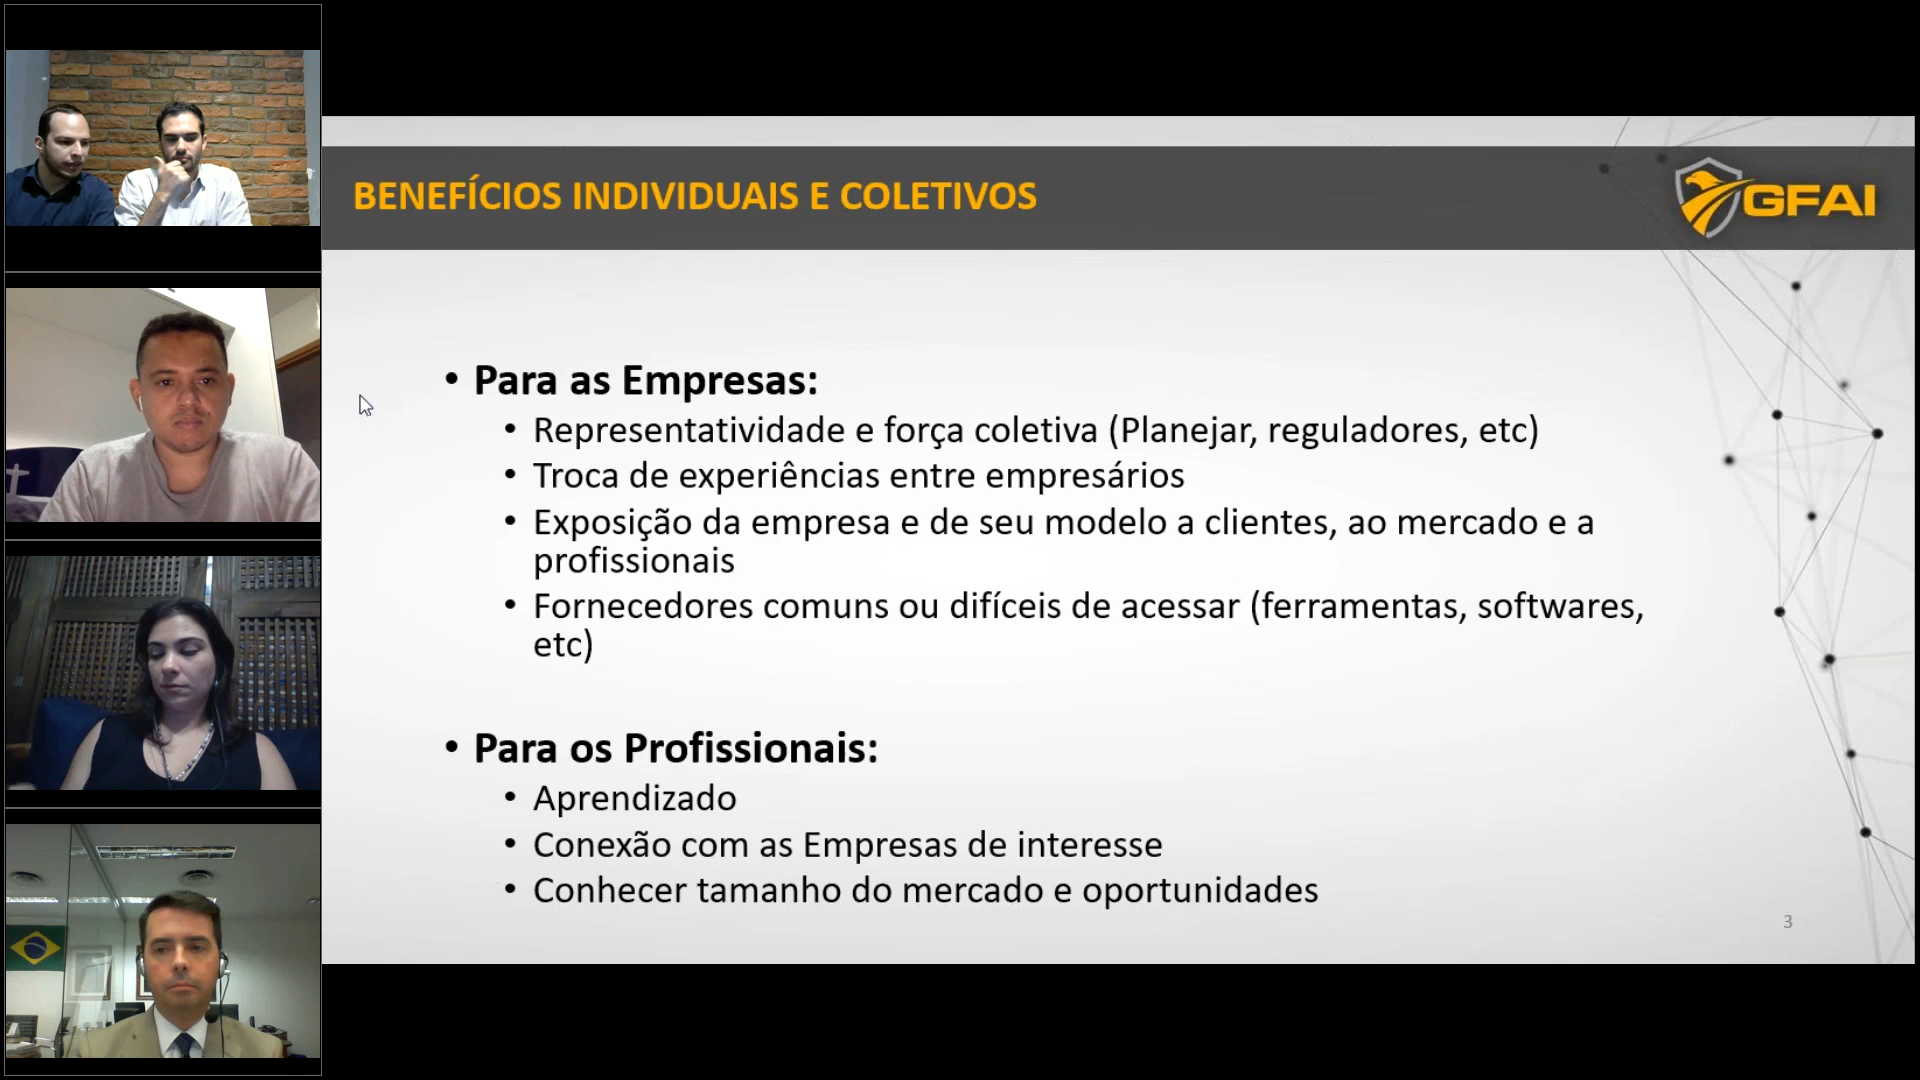 BENEFÍCIOS INDIVIDUAIS E COLETIVOS
GFAI
• Para as Empresas:
• Representatividade e força coletiva (Planejar, reguladores, etc)
• Troca de experiências entre empresários
• Exposição da empresa e de seu modelo a clientes, ao mercado e a
profissionais
• Fornecedores comuns ou difíceis de acessar (ferramentas, softwares,
etc)
• Para os Profissionais:
• Aprendizado
• Conexão com as Empresas de interesse
• Conhecer tamanho do mercado e oportunidades
3